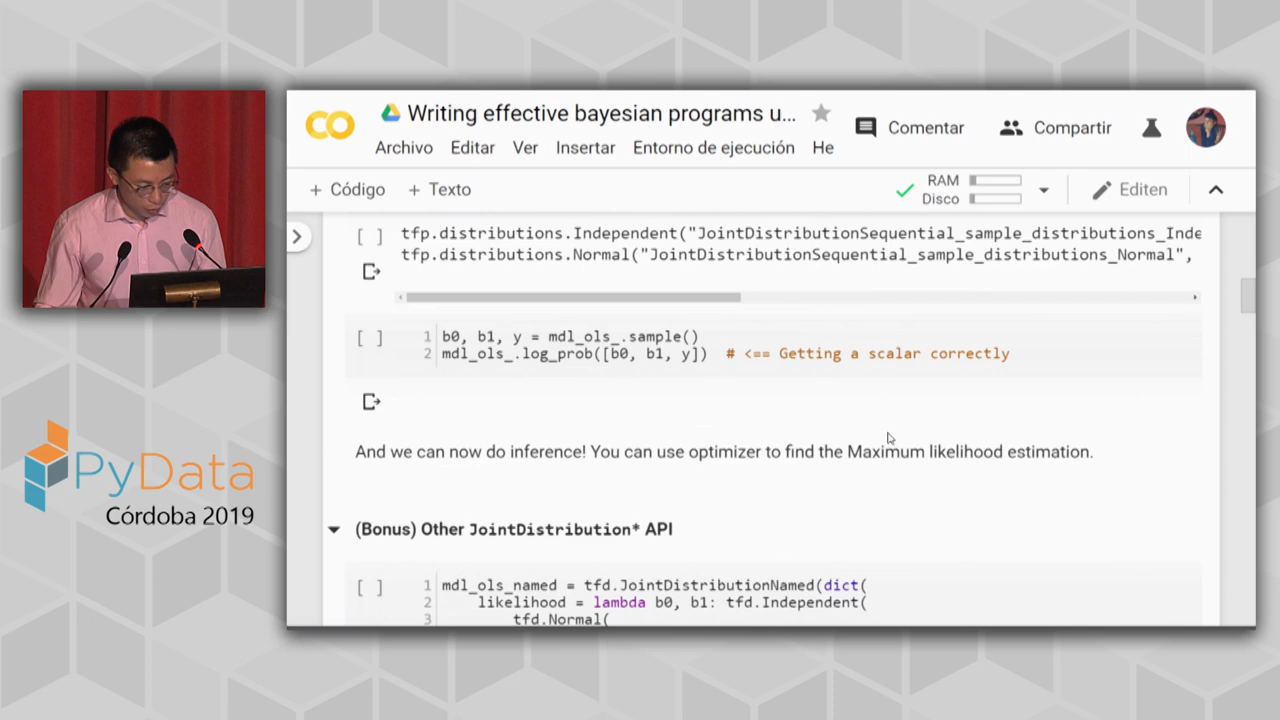 CO
Writing effective bayesian programs u...
Comentar
Compartir
Archivo Editar Ver Insertar Entorno de ejecución He
+ Código + Texto
RAM
Disco
Editen
[ ] tfp.distributions.Independent("JointDistributionSequential_sample_distributions_Inde
tfp.distributions.Normal("JointDistributionSequential_sample_distributions_Normal",
[ ] 1 b0, b1, y = mdl_ols_.sample()
2 mdl_ols_.log_prob([b0, b1, y]) # <== Getting a scalar correctly
And we can now do inference! You can use optimizer to find the Maximum likelihood estimation.
(Bonus) Other JointDistribution* API
[ ] 1 mdl_ols_named = tfd.JointDistributionNamed(dict(
2 likelihood = lambda b0, b1: tfd.Independent(
3 tfd.Normal(
PyData
Córdoba 2019